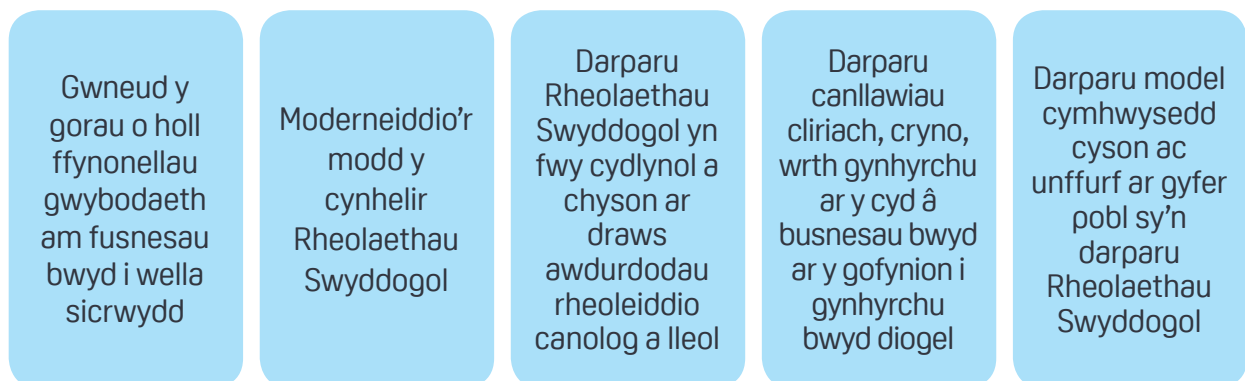 Gwneud y
gorau o holl
ffynonellau
gwybodaeth
am fusnesau
bwyd i wella
sicrwydd
Moderneiddio’r
modd y
cynhelir
Rheolaethau
Swyddogol
Darparu
Rheolaethau
Swyddogol yn
fwy cydlynol a
chyson ar
draws
awdurdodau
rheoleiddio
canolog a lleol
Darparu
canllawiau
cliriach, cryno,
wrth gynhyrchu
ar y cyd â
busnesau bwyd
ar y gofynion i
gynhyrchu
bwyd diogel
Darparu model
cymhwysedd
cyson ac
unffurf ar gyfer
pobl sy’n
darparu
Rheolaethau
Swyddogol